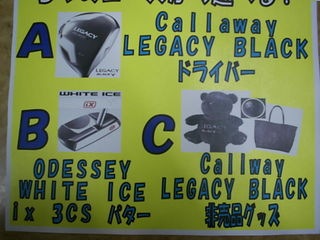 A
Callaway
LEGACY BLACK
ドライバー
LEGACY
WHITE ICE
iX
B
C
ODESSEY
WHITE ICE
ix 3CS パター
Callway
LEGACY BLACK
非売品グッズ